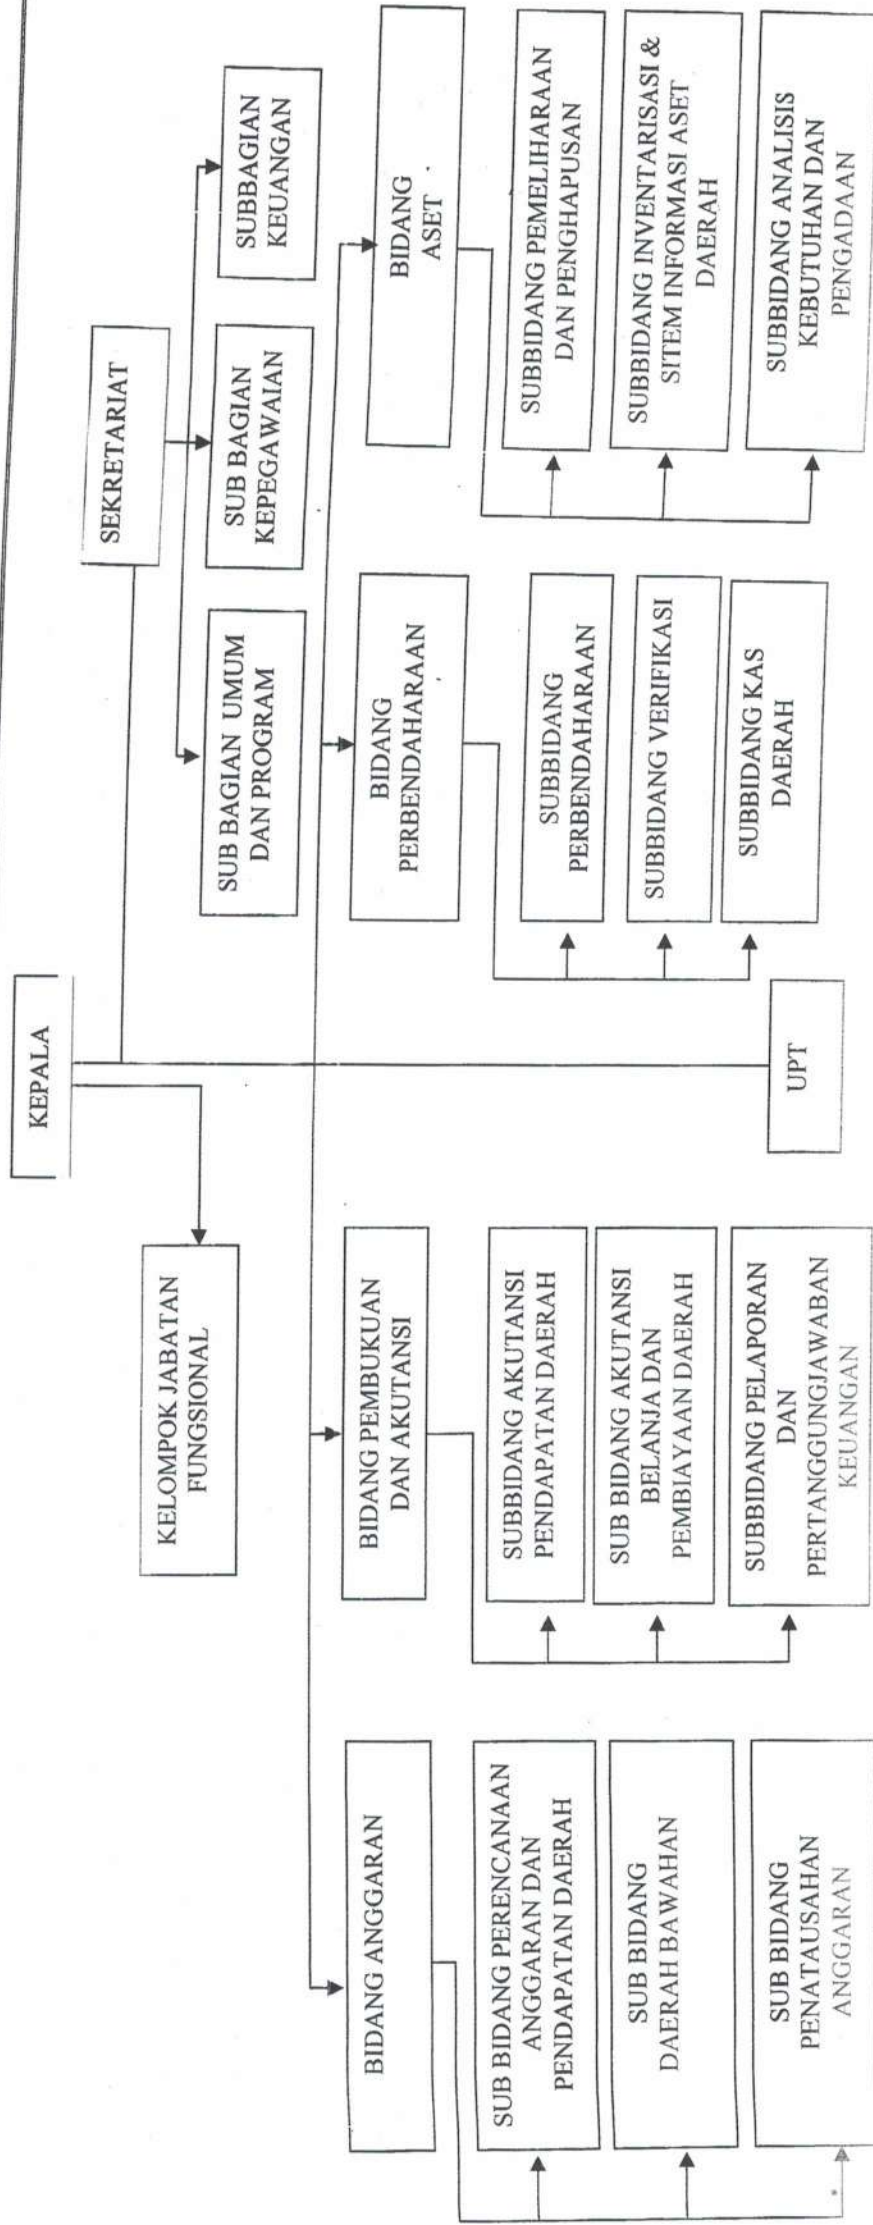 KEPALA
SEKRETARIAT
KELOMPOK JABATAN
FUNGSIONAL
SUB BAGIAN UMUM
DAN PROGRAM
SUB BAGIAN
KEPEGAWAIAN
SUBBAGIAN
KEUANGAN
BIDANG ANGGARAN
SUB BIDANG PERENCANAAN
ANGGARAN DAN
PENDAPATAN DAERAH
SUB BIDANG
DAERAH BAWAHAN
SUB BIDANG
PENATAUSAHAN
ANGGARAN
BIDANG PEMBUKUAN
DAN AKUTANSI
SUBBIDANG AKUTANSI
PENDAPATAN DAERAH
SUB BIDANG AKUTANSI
BELANJA DAN
PEMBIAYAAN DAERAH
SUBBIDANG PELAPORAN
DAN
PERTANGGUNGJAWABAN
KEUANGAN
UPT
BIDANG
PERBENDAHARAAN
SUBBIDANG
PERBENDAHARAAN
SUBBIDANG VERIFIKASI
SUBBIDANG KAS
DAERAH
BIDANG
ASET
SUBBIDANG PEMELIHARAAN
DAN PENGHAPUSAN
SUBBIDANG INVENTARISASI &
SITEM INFORMASI ASET
DAERAH
SUBBIDANG ANALISIS
KEBUTUHAN DAN
PENGADAAN